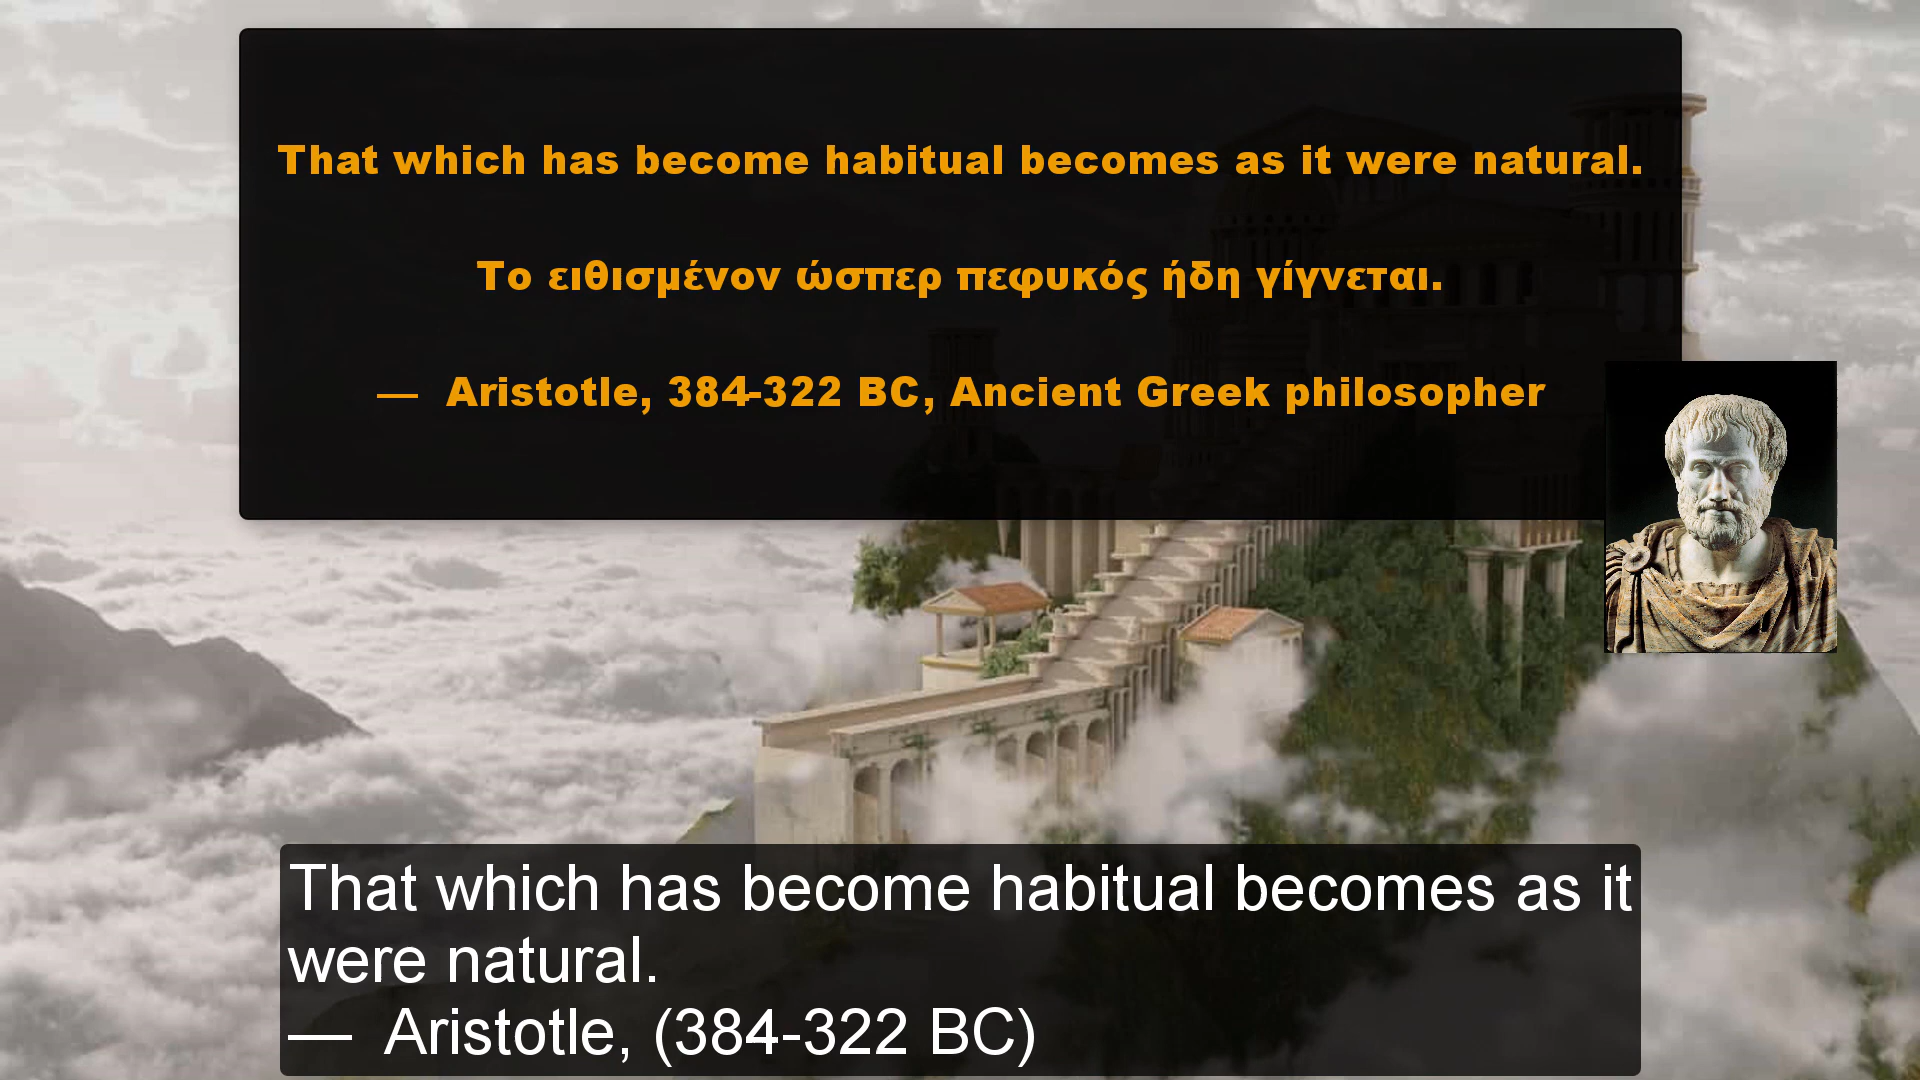 That which has become habitual becomes as it were natural.
Το ειθισμένον ώσπερ πεφυκός ήδη γίγνεται.
— Aristotle, 384-322 BC, Ancient Greek philosopher
That which has become habitual becomes as it
were natural.
— Aristotle, (384-322 BC)